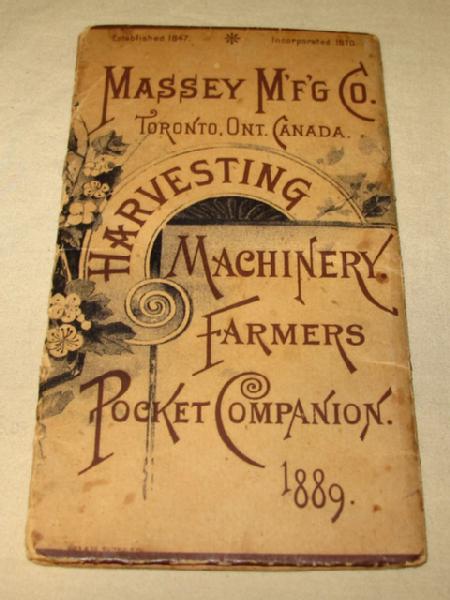 Established 1847. Incorporated 1870.
MASSEY M'F'G CO.
TORONTO, ONT. CANADA.
HARVESTING
MACHINERY.
FARMERS
POCKET COMPANION.
1889.